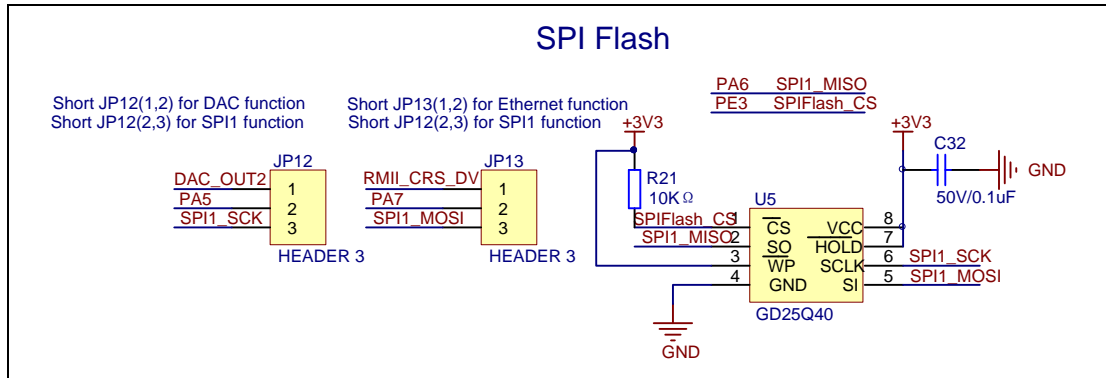 SPI Flash
Short JP12(1,2) for DAC function
Short JP12(2,3) for SPI1 function
Short JP13(1,2) for Ethernet function
Short JP12(2,3) for SPI1 function
PA6 SPI1_MISO
PE3 SPIFlash_CS
JP12
DAC_OUT2 1
PA5 2
SPI1_SCK 3
HEADER 3
JP13
RMII_CRS_DV 1
PA7 2
SPI1_MOSI 3
HEADER 3
+3V3
R21
10KΩ
+3V3
C32
50V/0.1uF
GND
U5
SPIFlash_CS 1 CS VCC 8
SPI1_MISO 2 SO HOLD 7
3 WP SCLK 6 SPI1_SCK
4 GND SI 5 SPI1_MOSI
GD25Q40
GND